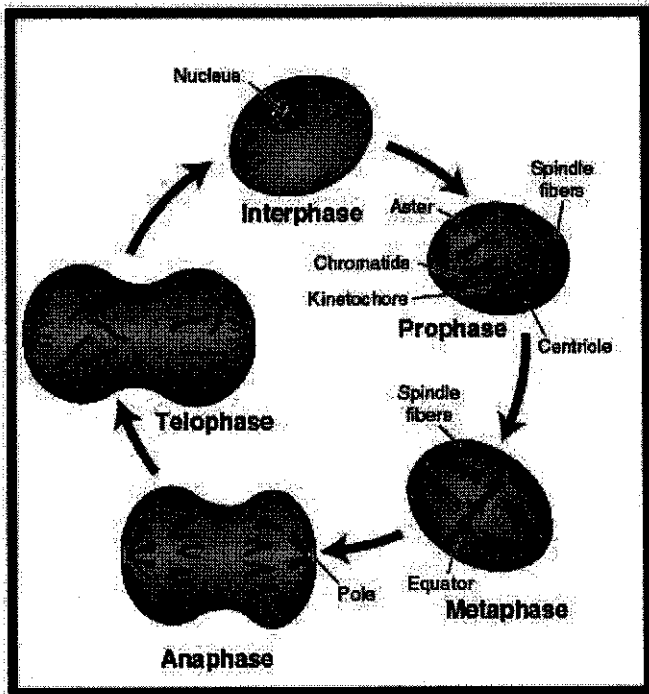 Nucleus
Interphase
Spindle
fibers
Aster
Chromatids
Kinetochore
Prophase
Centriole
Spindle
fibers
Telophase
Equator
Pole
Metaphase
Anaphase